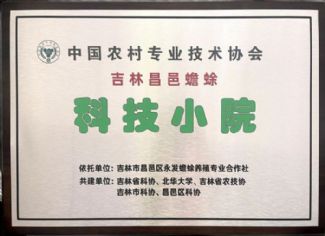 中国农村专业技术协会
吉林昌邑蟾蜍
科技小院
依托单位：吉林市昌邑区永发蟾蜍养殖专业合作社
共建单位：吉林省科协、北华大学、吉林省农技协
吉林市科协、昌邑区科协